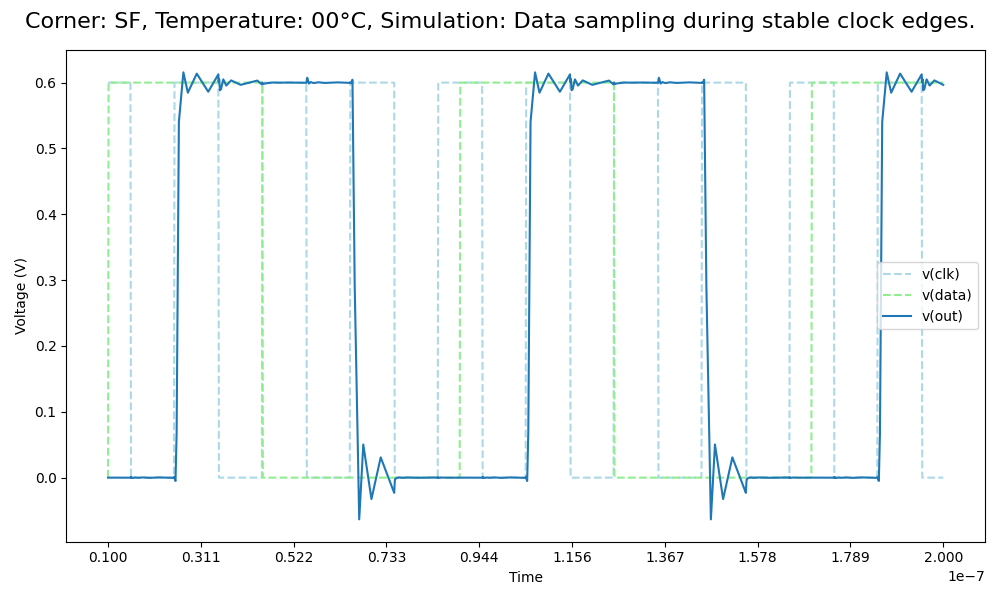 Corner: SF, Temperature: 00°C, Simulation: Data sampling during stable clock edges.
Voltage (V)
0.6
0.5
0.4
0.3
0.2
0.1
0.0
v(clk)
v(data)
v(out)
0.100 0.311 0.522 0.733 0.944 1.156 1.367 1.578 1.789 2.000
Time
1e−7